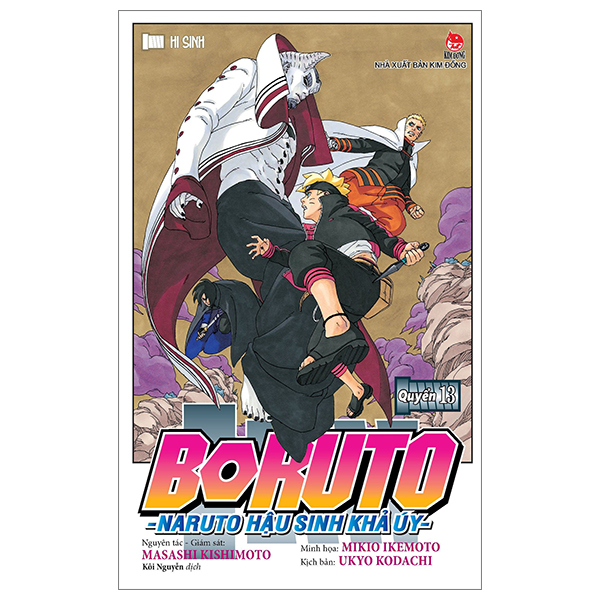 HI SINH
KIM ĐỒNG
NHÀ XUẤT BẢN KIM ĐỒNG
Quyển 13
BORUTO
-NARUTO HẬU SINH KHẢ ÚY-
Nguyên tác - Giám sát:
MASASHI KISHIMOTO
Kôi Nguyễn dịch
Minh họa: MIKIO IKEMOTO
Kịch bản: UKYO KODACHI